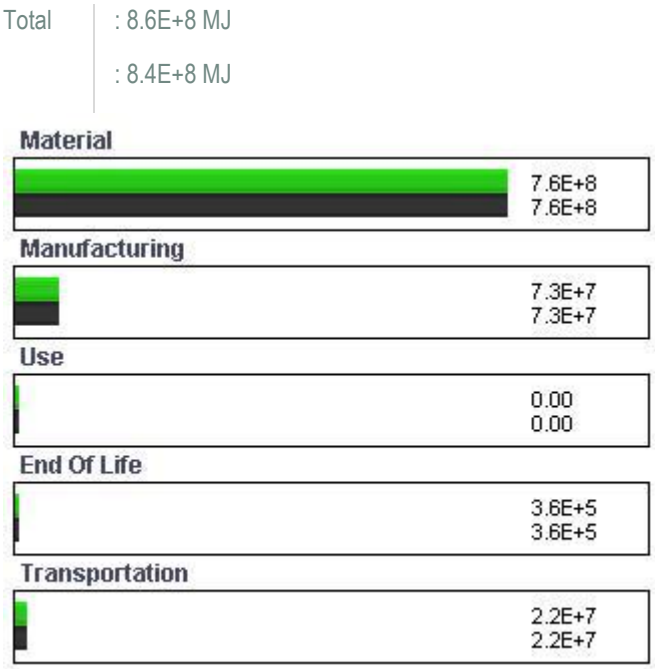 Total : 8.6E+8 MJ
: 8.4E+8 MJ
Material
7.6E+8
7.6E+8
Manufacturing
7.3E+7
7.3E+7
Use
0.00
0.00
End Of Life
3.6E+5
3.6E+5
Transportation
2.2E+7
2.2E+7